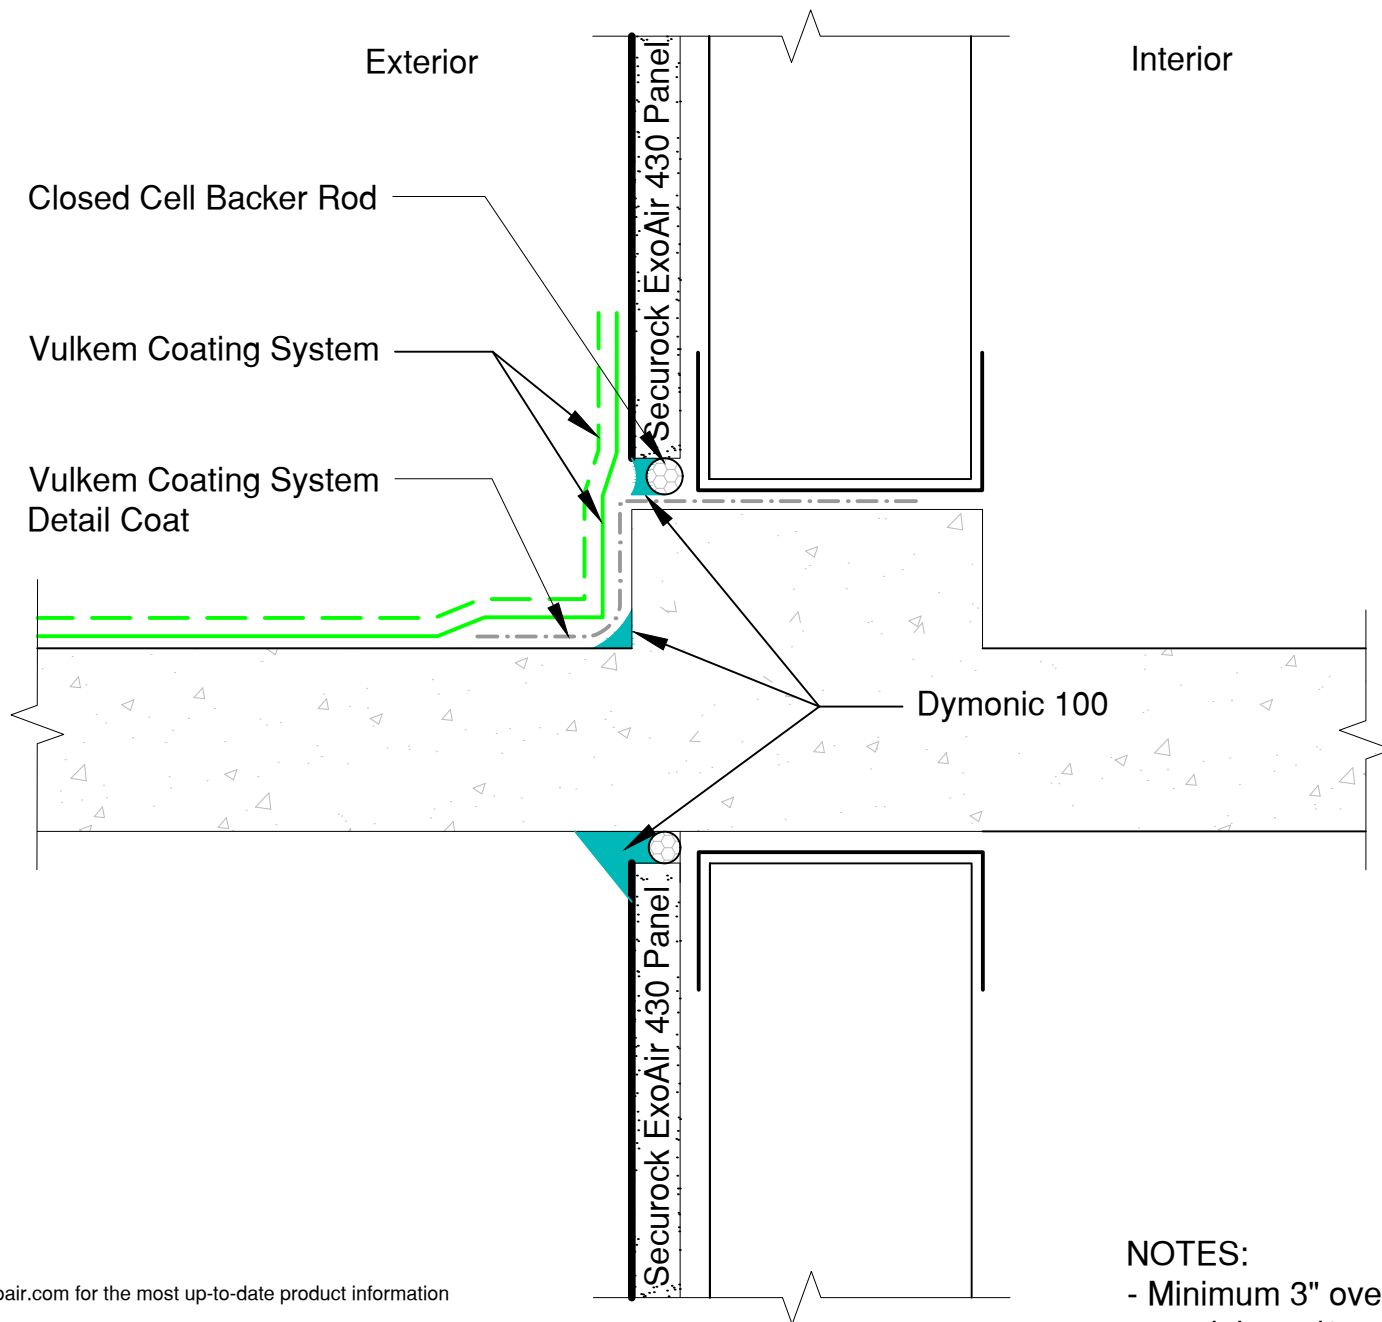 Exterior
Interior
Securock ExoAir 430 Panel
Closed Cell Backer Rod
Vulkem Coating System
Vulkem Coating System
Detail Coat
Dymonic 100
Securock ExoAir 430 Panel
NOTES:
- Minimum 3"
air.com for the most up-to-date product information